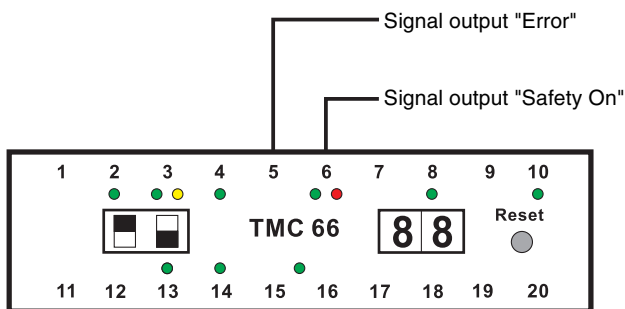 Signal output "Error"
Signal output "Safety On"
1 2 3 4 5 6 7 8 9 10
TMC 66
88
Reset
11 12 13 14 15 16 17 18 19 20